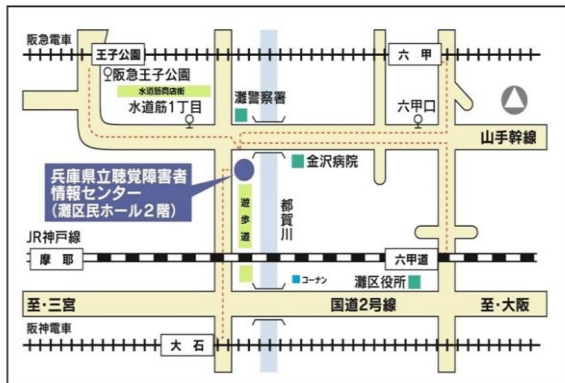 阪急電車
王子公園
六甲
阪急王子公園
水道筋商店街
水道筋1丁目
灘警察署
六甲口
山手幹線
金沢病院
兵庫県立聴覚障害者
情報センター
(灘区民ホール2階)
遊歩道
都賀川
JR神戸線
摩耶
六甲道
コーナン
灘区役所
至・三宮
国道2号線
至・大阪
阪神電車
大石